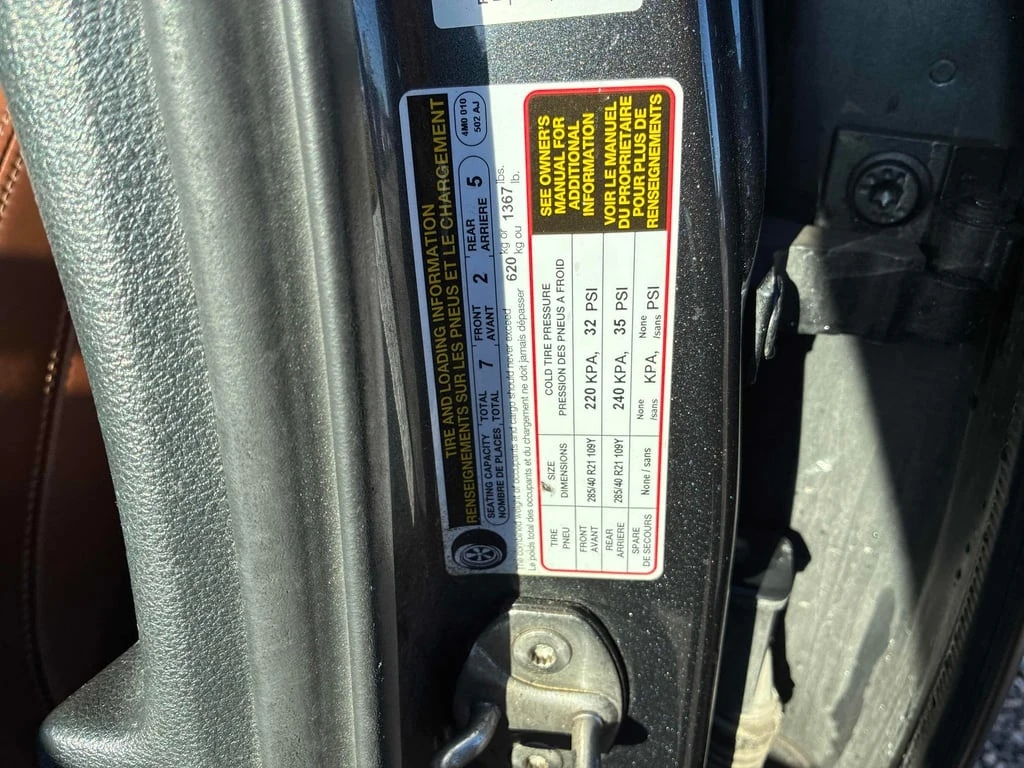 TIRE AND LOADING INFORMATION
RENSEIGNEMENTS SUR LES PNEUS ET LE CHARGEMENT
4M0 010
502 AJ
SEATING CAPACITY TOTAL 7 FRONT 2 REAR 5
NOMBRE DE PLACES TOTAL AVANT ARRIERE
The combined weight of occupants and cargo should never exceed 620 kg or 1367 lbs.
Le poids total des occupants et du chargement ne doit jamais dépasser kg ou lb.
TIRE SIZE COLD TIRE PRESSURE
PNEU DIMENSIONS PRESSION DES PNEUS A FROID
FRONT 285/40 R21 109Y 220 KPA, 32 PSI
AVANT
REAR 285/40 R21 109Y 240 KPA, 35 PSI
ARRIERE
SPARE None / sans None /sans KPA, None /sans PSI
DE SECOURS
SEE OWNER'S
MANUAL FOR
ADDITIONAL
INFORMATION
VOIR LE MANUEL
DU PROPRIETAIRE
POUR PLUS DE
RENSEIGNEMENTS